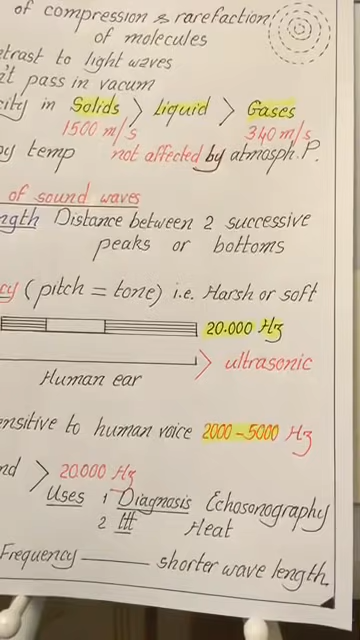 of compression & rarefaction
of molecules
ntrast to light waves
't pass in vacum
city in Solids > Liquid > Gases
1500 m/s 340 m/s
by temp not affected by atmosph. P.
of sound waves
ngth Distance between 2 successive
peaks or bottoms
cy (pitch = tone) i.e. Harsh or soft
20.000 Hz
> ultrasonic
Human ear
ensitive to human voice 2000-5000 Hz
nd > 20.000 Hz
Uses 1 Diagnosis Echosonography
2 ttt Heat
Frequency —— shorter wave length